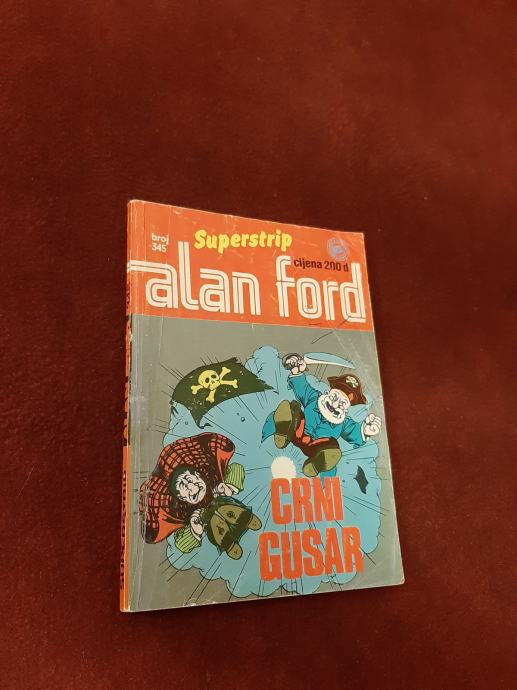 broj
345
Superstrip
cijena 200 d
alan ford
CRNI
GUSAR